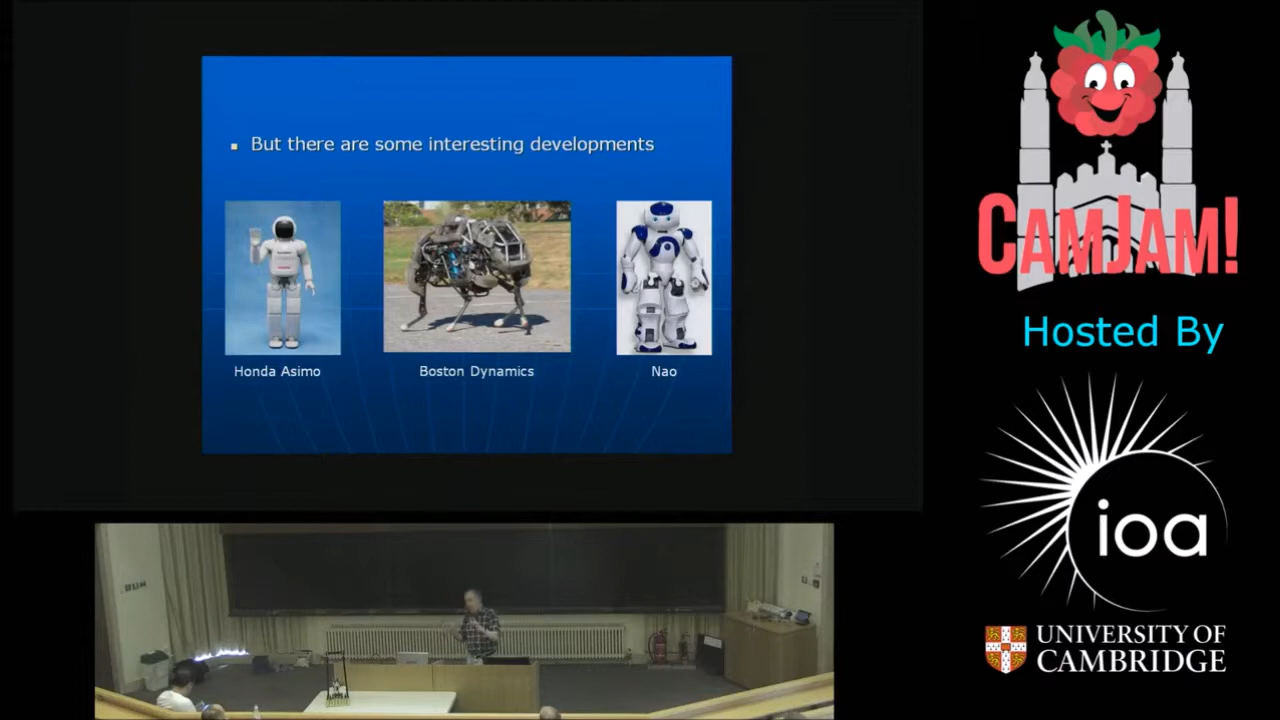 But there are some interesting developments
Honda Asimo
Boston Dynamics
Nao
CAMJAM!
Hosted By
ioa
UNIVERSITY OF
CAMBRIDGE